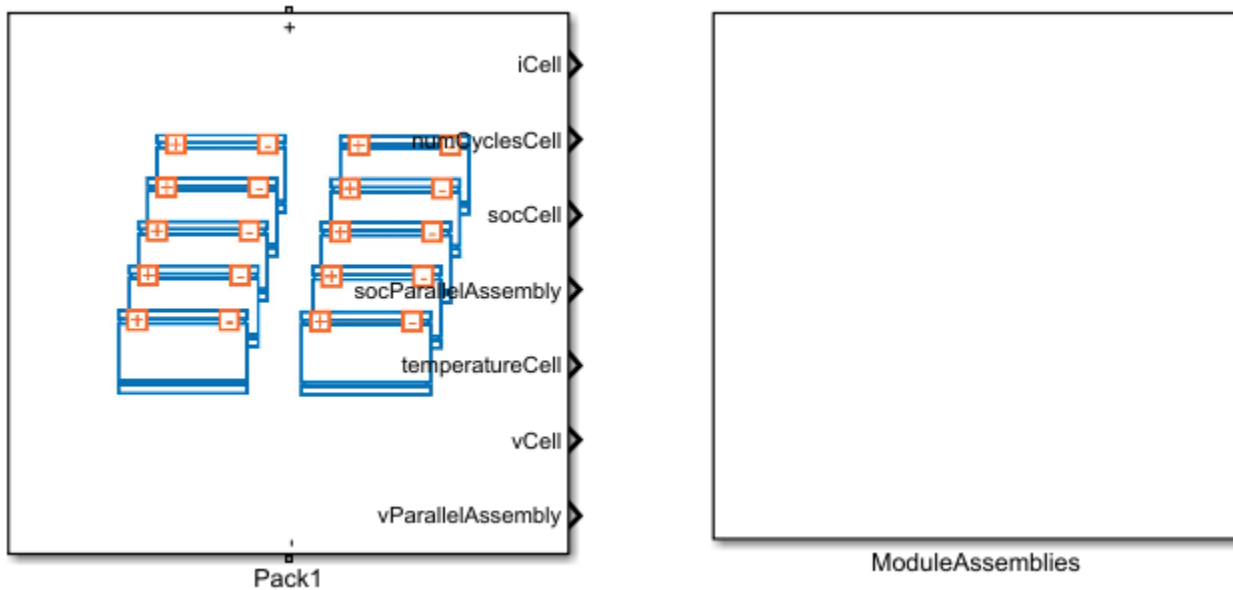 +
iCell
+ - + - numCyclesCell
+ - + - socCell
+ - + -
+ - + - socParallelAssembly
+ - + -
temperatureCell
vCell
vParallelAssembly
-
Pack1
ModuleAssemblies